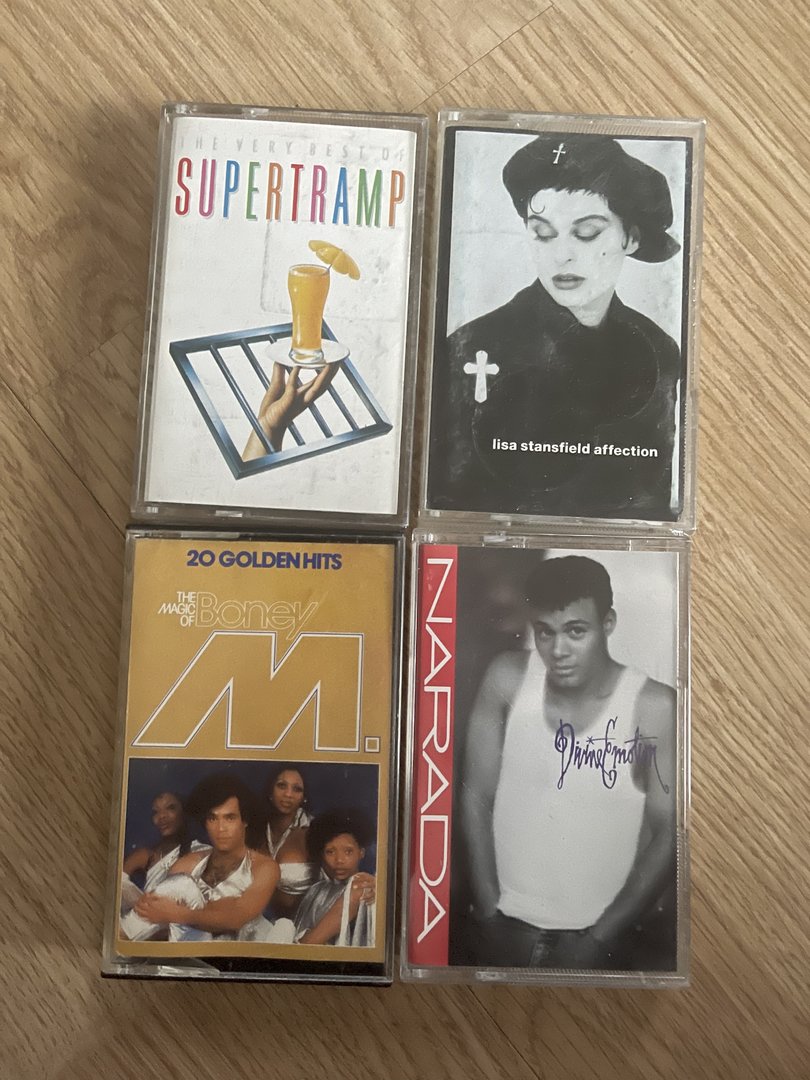 THE VERY BEST OF
SUPERTRAMP
lisa stansfield affection
20 GOLDEN HITS
THE
MAGIC
OF
Boney
M.
NARADA
Divine Emotion